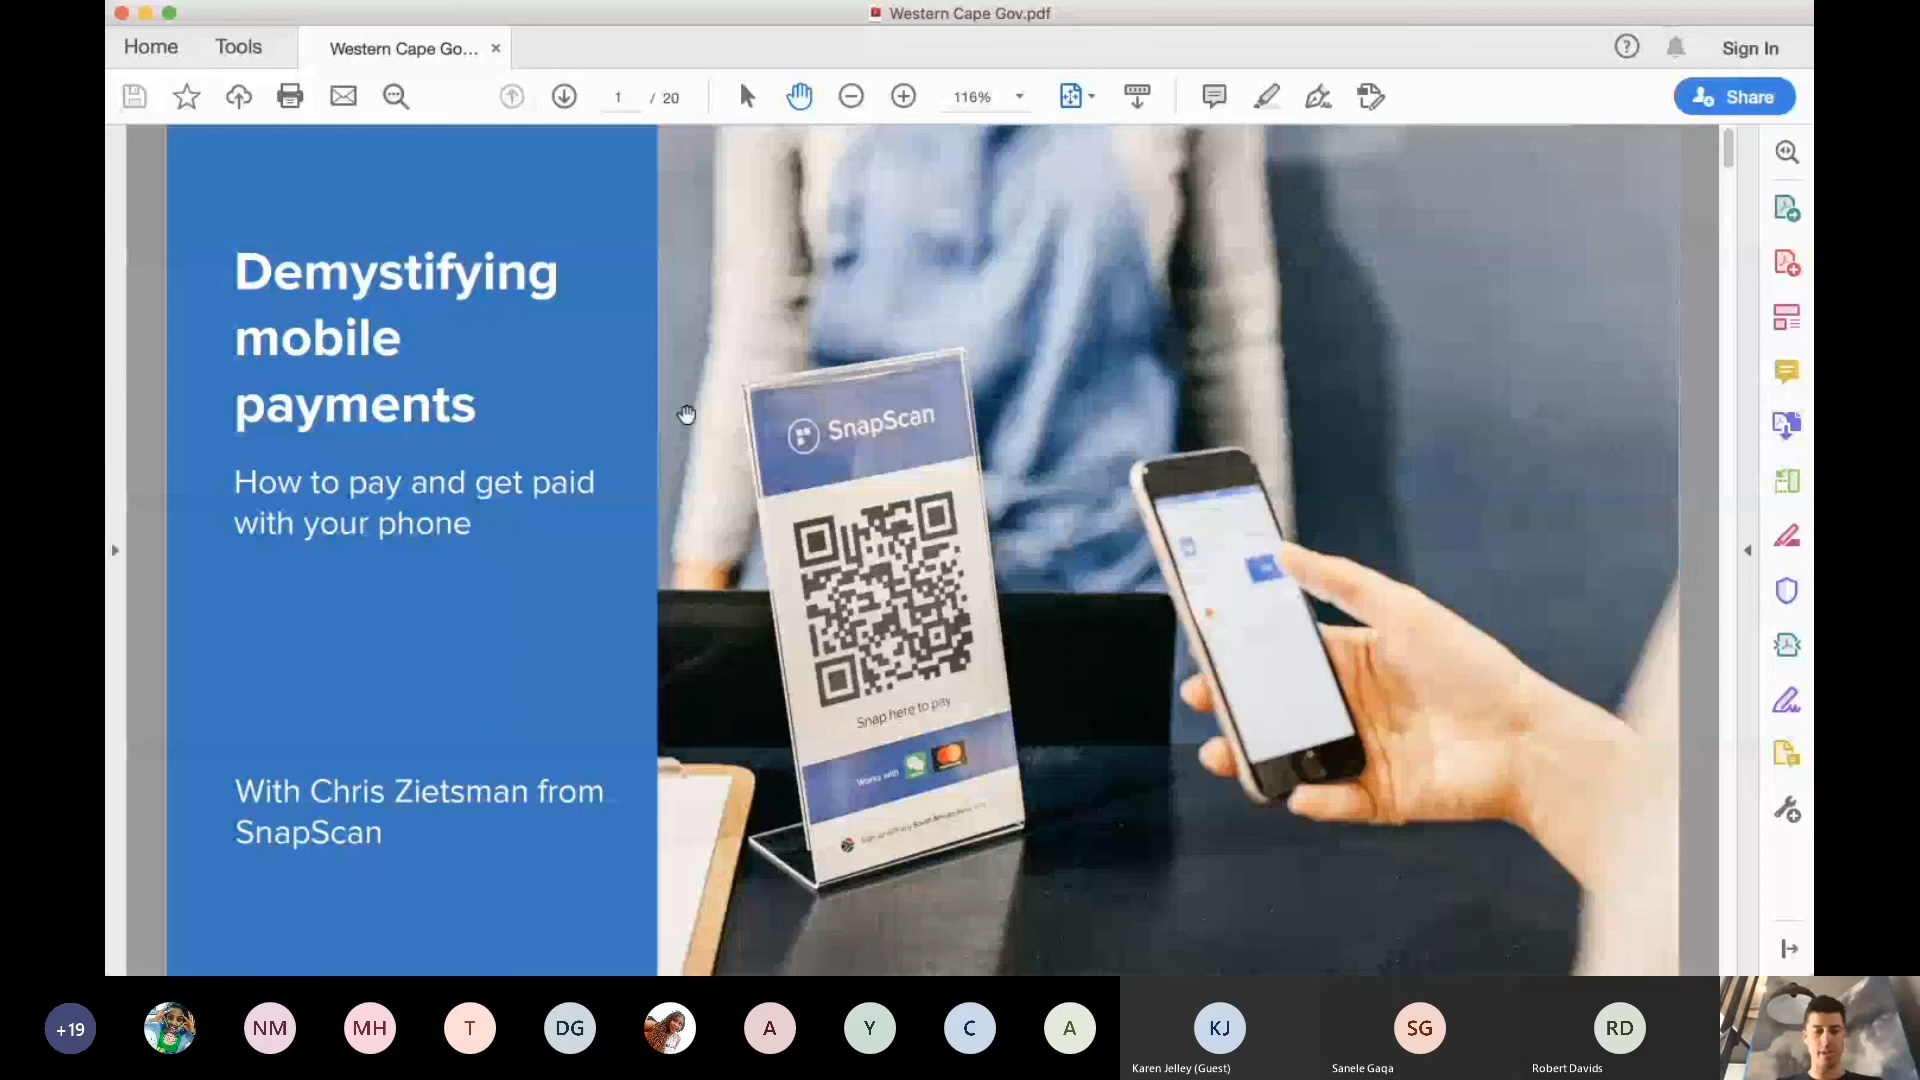 Western Cape Gov.pdf
Home
Tools
Western Cape Go... ×
Sign In
1 / 20
116%
Share
Demystifying
mobile
payments
How to pay and get paid
with your phone
With Chris Zietsman from
SnapScan
SnapScan
Snap here to pay
Works with
+19
NM
MH
T
DG
A
Y
C
A
KJ
SG
RD
Karen Jelley (Guest)
Sanele Gaqa
Robert Davids